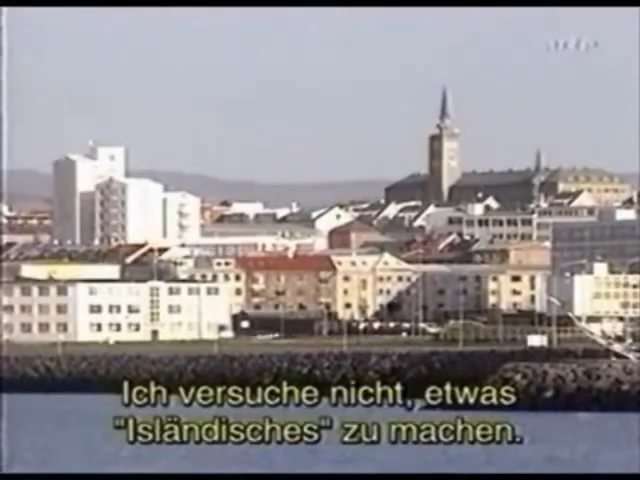 Ich versuche nicht, etwas
"Isländisches" zu machen.